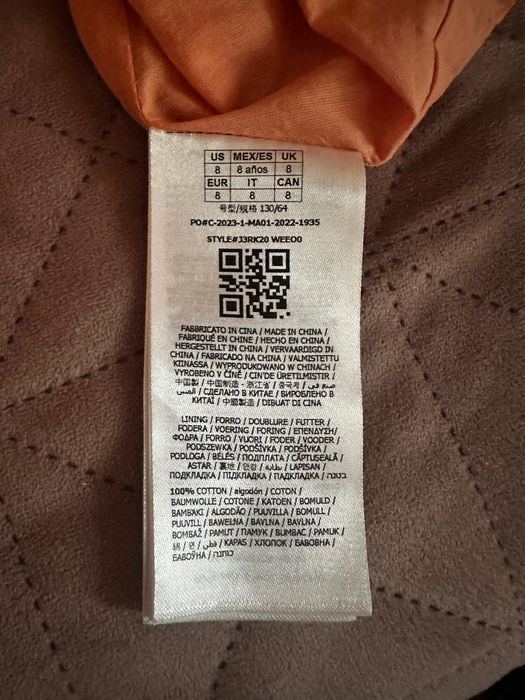 US MEX/ES UK
8 8 años 8
EUR IT CAN
8 8 8
号型/规格 130/64
PO#C-2023-1-MA01-2022-1935
STYLE#J3RK20 WEEO0
FABBRICATO IN CINA / MADE IN CHINA /
FABRIQUÉ EN CHINE / HECHO EN CHINA /
HERGESTELLT IN CHINA / VERVAARDIGD IN
CHINA / FABRICADO NA CHINA / VALMISTETTU
KIINASSA / WYPRODUKOWANO W CHINACH /
VYROBENO V ČÍNĚ / CIN'DE ÜRETILMISTIR /
中国製 / 中国制造 - 浙江省 / 중국제 / صنع في
الصين / СДЕЛАНО В КИТАЕ / ВИРОБЛЕНО В
КИТАЇ / 中國製造 / DIBUAT DI CINA
LINING / FORRO / DOUBLURE / FUTTER /
FODERA / VOERING / FORING / ΕΠΕΝΔΥΣΗ/
ФОДРА / FORRO / VUORI / FODER / VOODER /
PODSZEWKA / PODŠÍVKA / PODŠÍVKA /
PODLOGA / BÉLÉS / ПОДПЛАТА / CĂPTUŞEALĂ /
ASTAR / 裏地 / 안감 / بطانة / LAPISAN /
ПОДКЛАДКА / ПІДКЛАДКА / ПАДКЛАДКА / בטנה
100% COTTON / algodón / COTON /
BAUMWOLLE / COTONE / KATOEN / BOMULD /
BAMBAKI / ALGODÃO / PUUVILLA / BOMULL /
PUUVILL / BAWEŁNA / BAVLNA / BAVLNA /
BOMBAŽ / PAMUT / ПАМУК / BUMBAC / PAMUK /
綿 / 면 / قطن / KAPAS / ХЛОПОК / БАВОВНА /
БАВОЎНА / כותנה